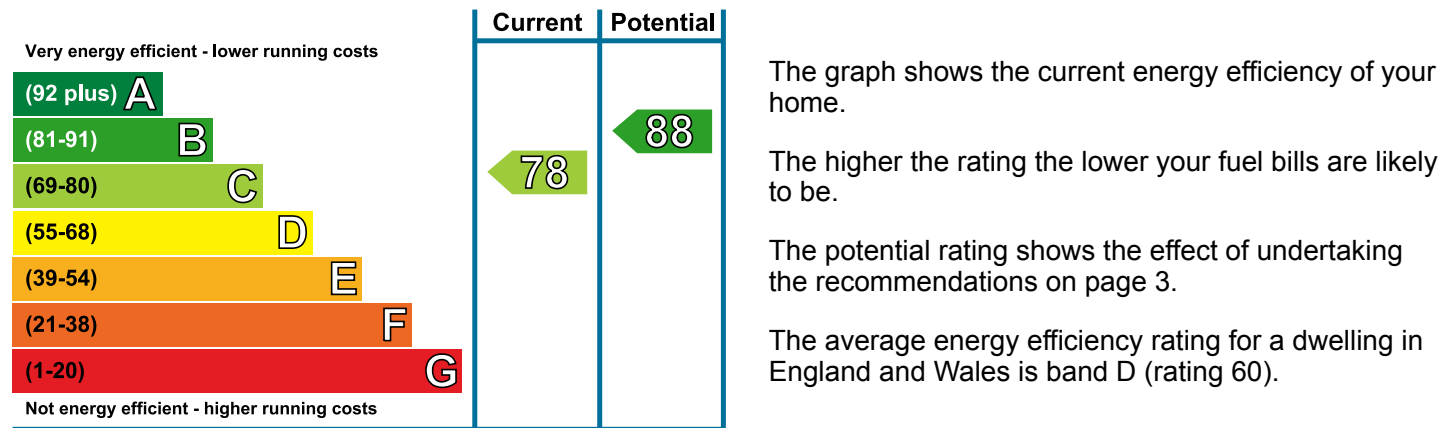 Current Potential
Very energy efficient - lower running costs
(92 plus) A
(81-91) B
(69-80) C
(55-68) D
(39-54) E
(21-38) F
(1-20) G
Not energy efficient - higher running costs
78
88
The graph shows the current energy efficiency of your
home.
The higher the rating the lower your fuel bills are likely
to be.
The potential rating shows the effect of undertaking
the recommendations on page 3.
The average energy efficiency rating for a dwelling in
England and Wales is band D (rating 60).